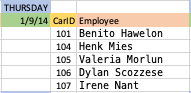 THURSDAY
1/9/14 CarID Employee
101 Benito Hawelon
104 Henk Mies
105 Valeria Morlun
106 Dylan Scozzese
107 Irene Nant